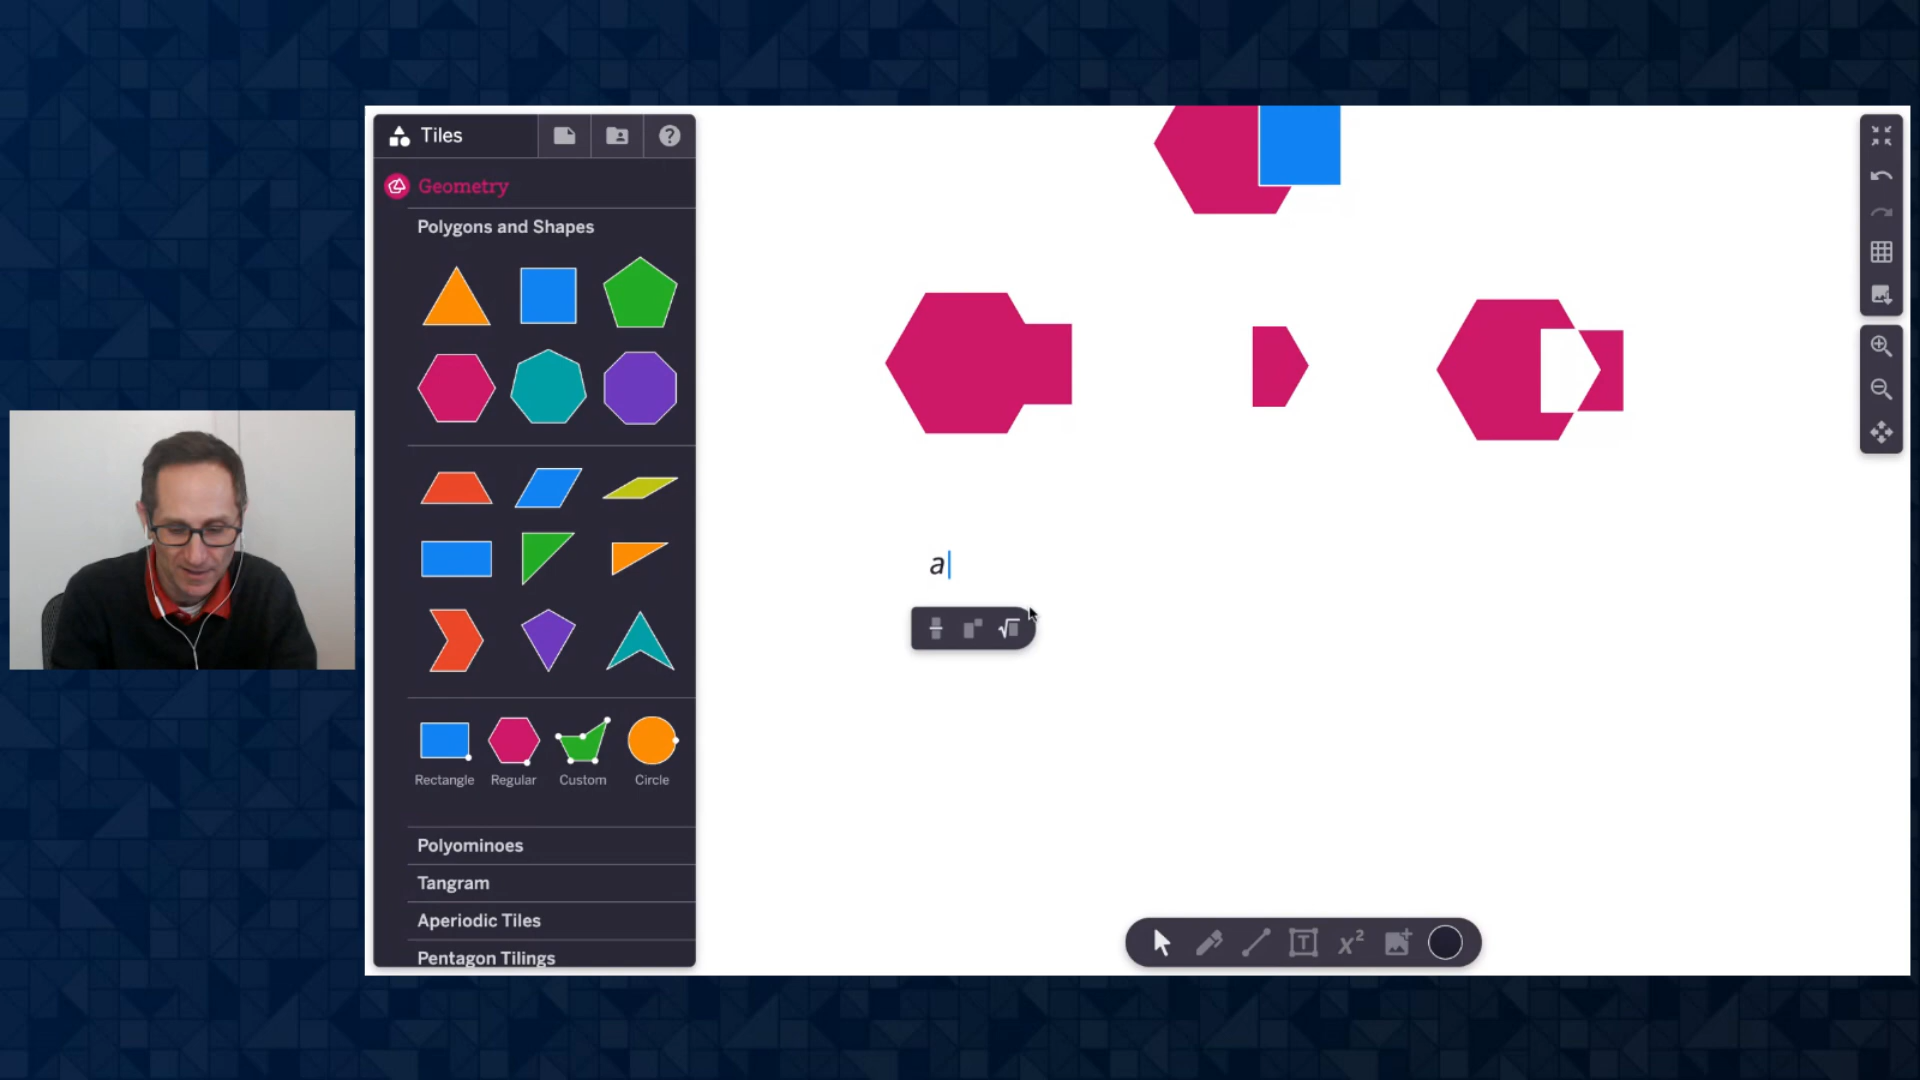 Tiles
Geometry
Polygons and Shapes
Rectangle Regular Custom Circle
Polyominoes
Tangram
Aperiodic Tiles
Pentagon Tilings
a
T x²